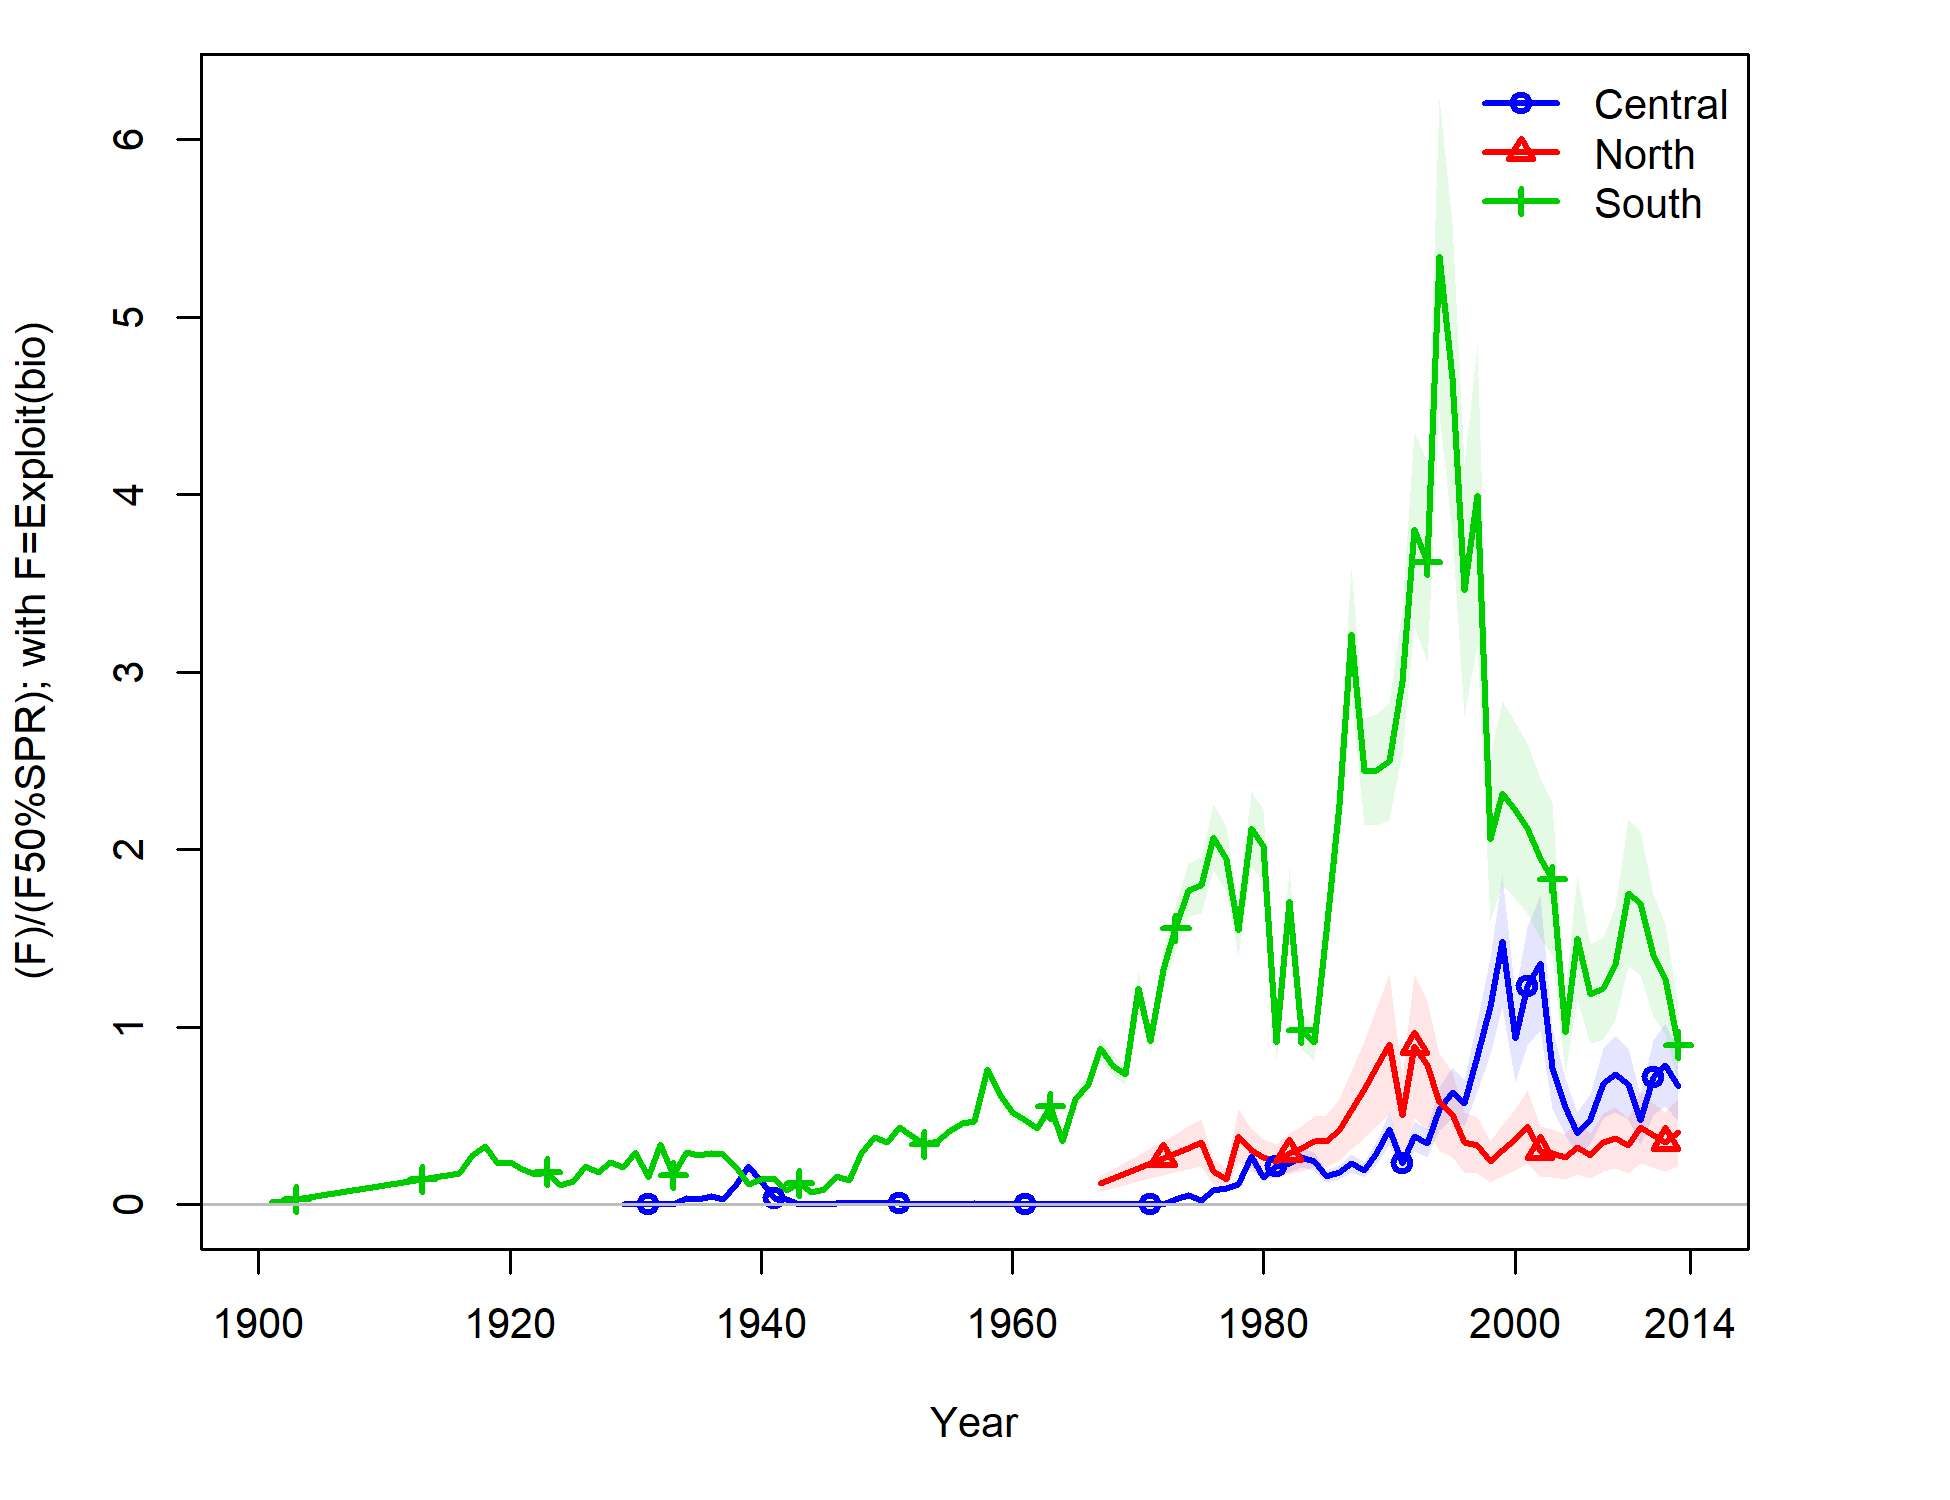 (F)/(F50%SPR); with F=Exploit(bio)
6
5
4
3
2
1
0
Central
North
South
1900 1920 1940 1960 1980 2000 2014
Year